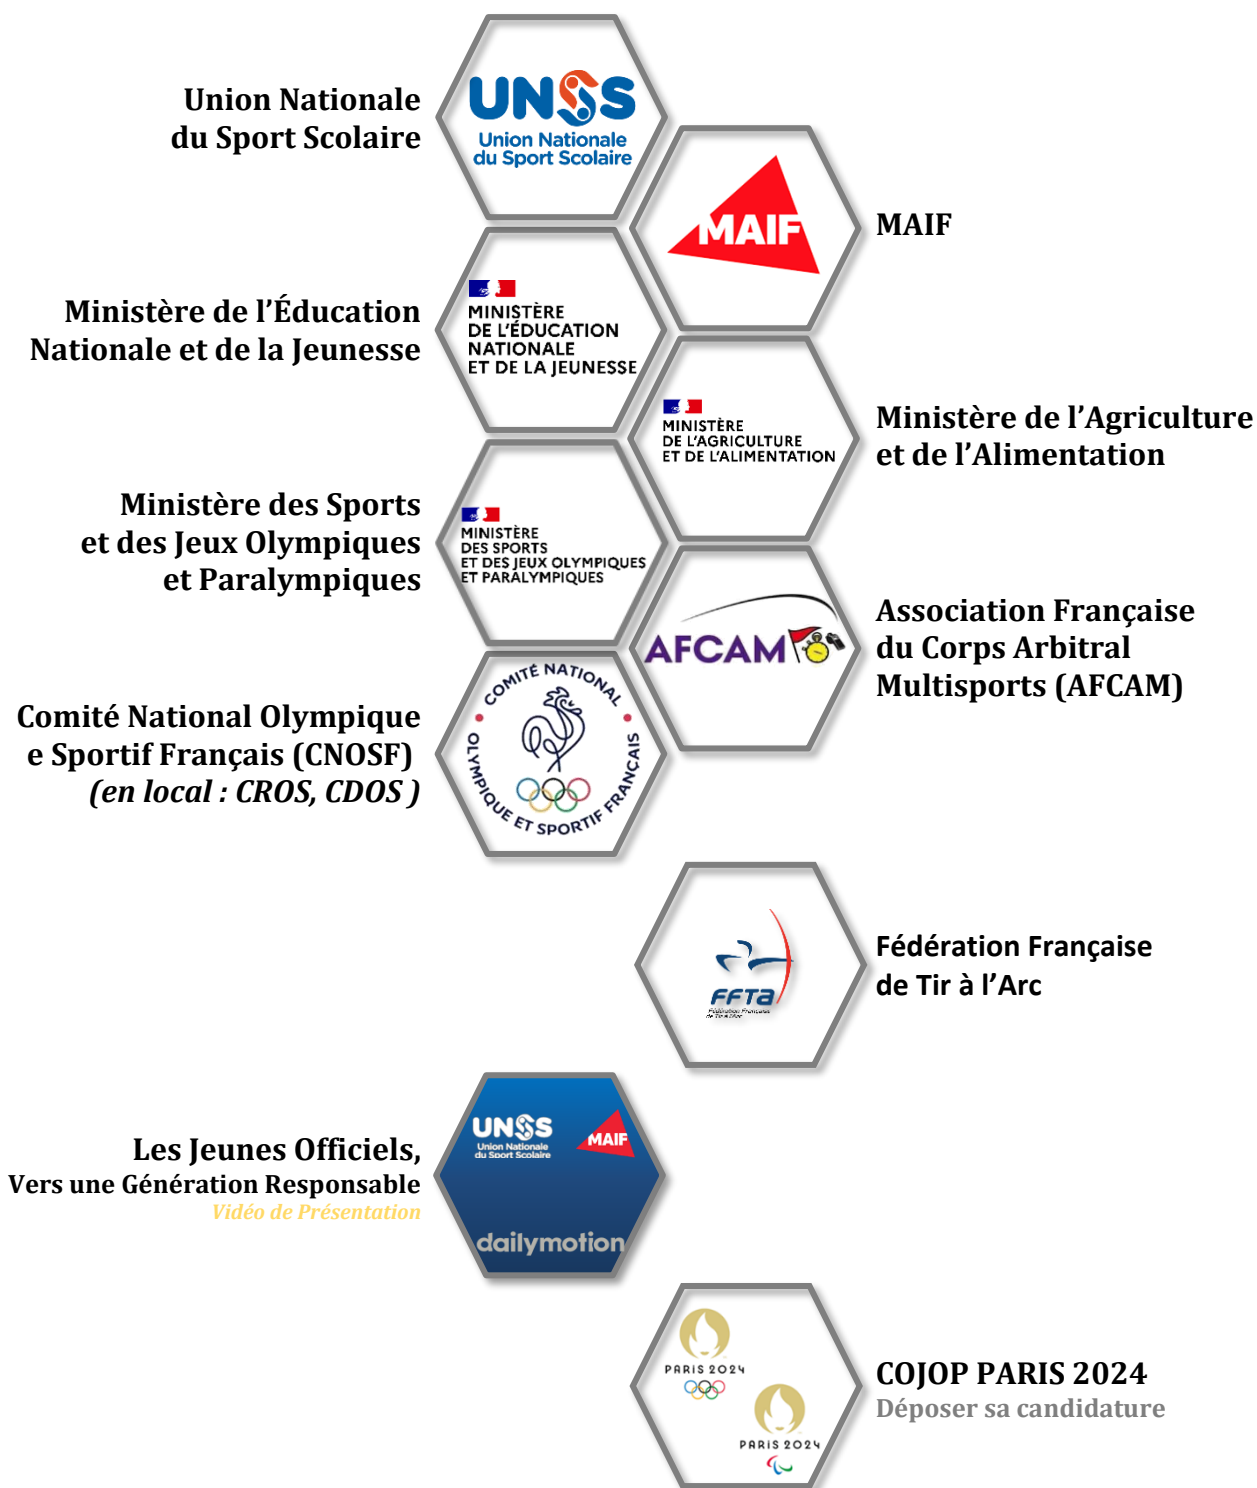 Union Nationale
du Sport Scolaire
UNSS
Union Nationale
du Sport Scolaire
MAIF
MAIF
Ministère de l’Éducation
Nationale et de la Jeunesse
MINISTÈRE
DE L'ÉDUCATION
NATIONALE
ET DE LA JEUNESSE
MINISTÈRE
DE L'AGRICULTURE
ET DE L'ALIMENTATION
Ministère de l’Agriculture
et de l’Alimentation
Ministère des Sports
et des Jeux Olympiques
et Paralympiques
MINISTÈRE
DES SPORTS
ET DES JEUX OLYMPIQUES
ET PARALYMPIQUES
AFCAM
Association Française
du Corps Arbitral
Multisports (AFCAM)
Comité National Olympique
e Sportif Français (CNOSF)
(en local : CROS, CDOS )
COMITÉ NATIONAL
OLYMPIQUE ET SPORTIF FRANÇAIS
FFTA
Fédération Française
de Tir à l'Arc
Fédération Française
de Tir à l’Arc
Les Jeunes Officiels,
Vers une Génération Responsable
Vidéo de Présentation
UNSS
Union Nationale
du Sport Scolaire
MAIF
dailymotion
PARIS 2024
PARIS 2024
COJOP PARIS 2024
Déposer sa candidature